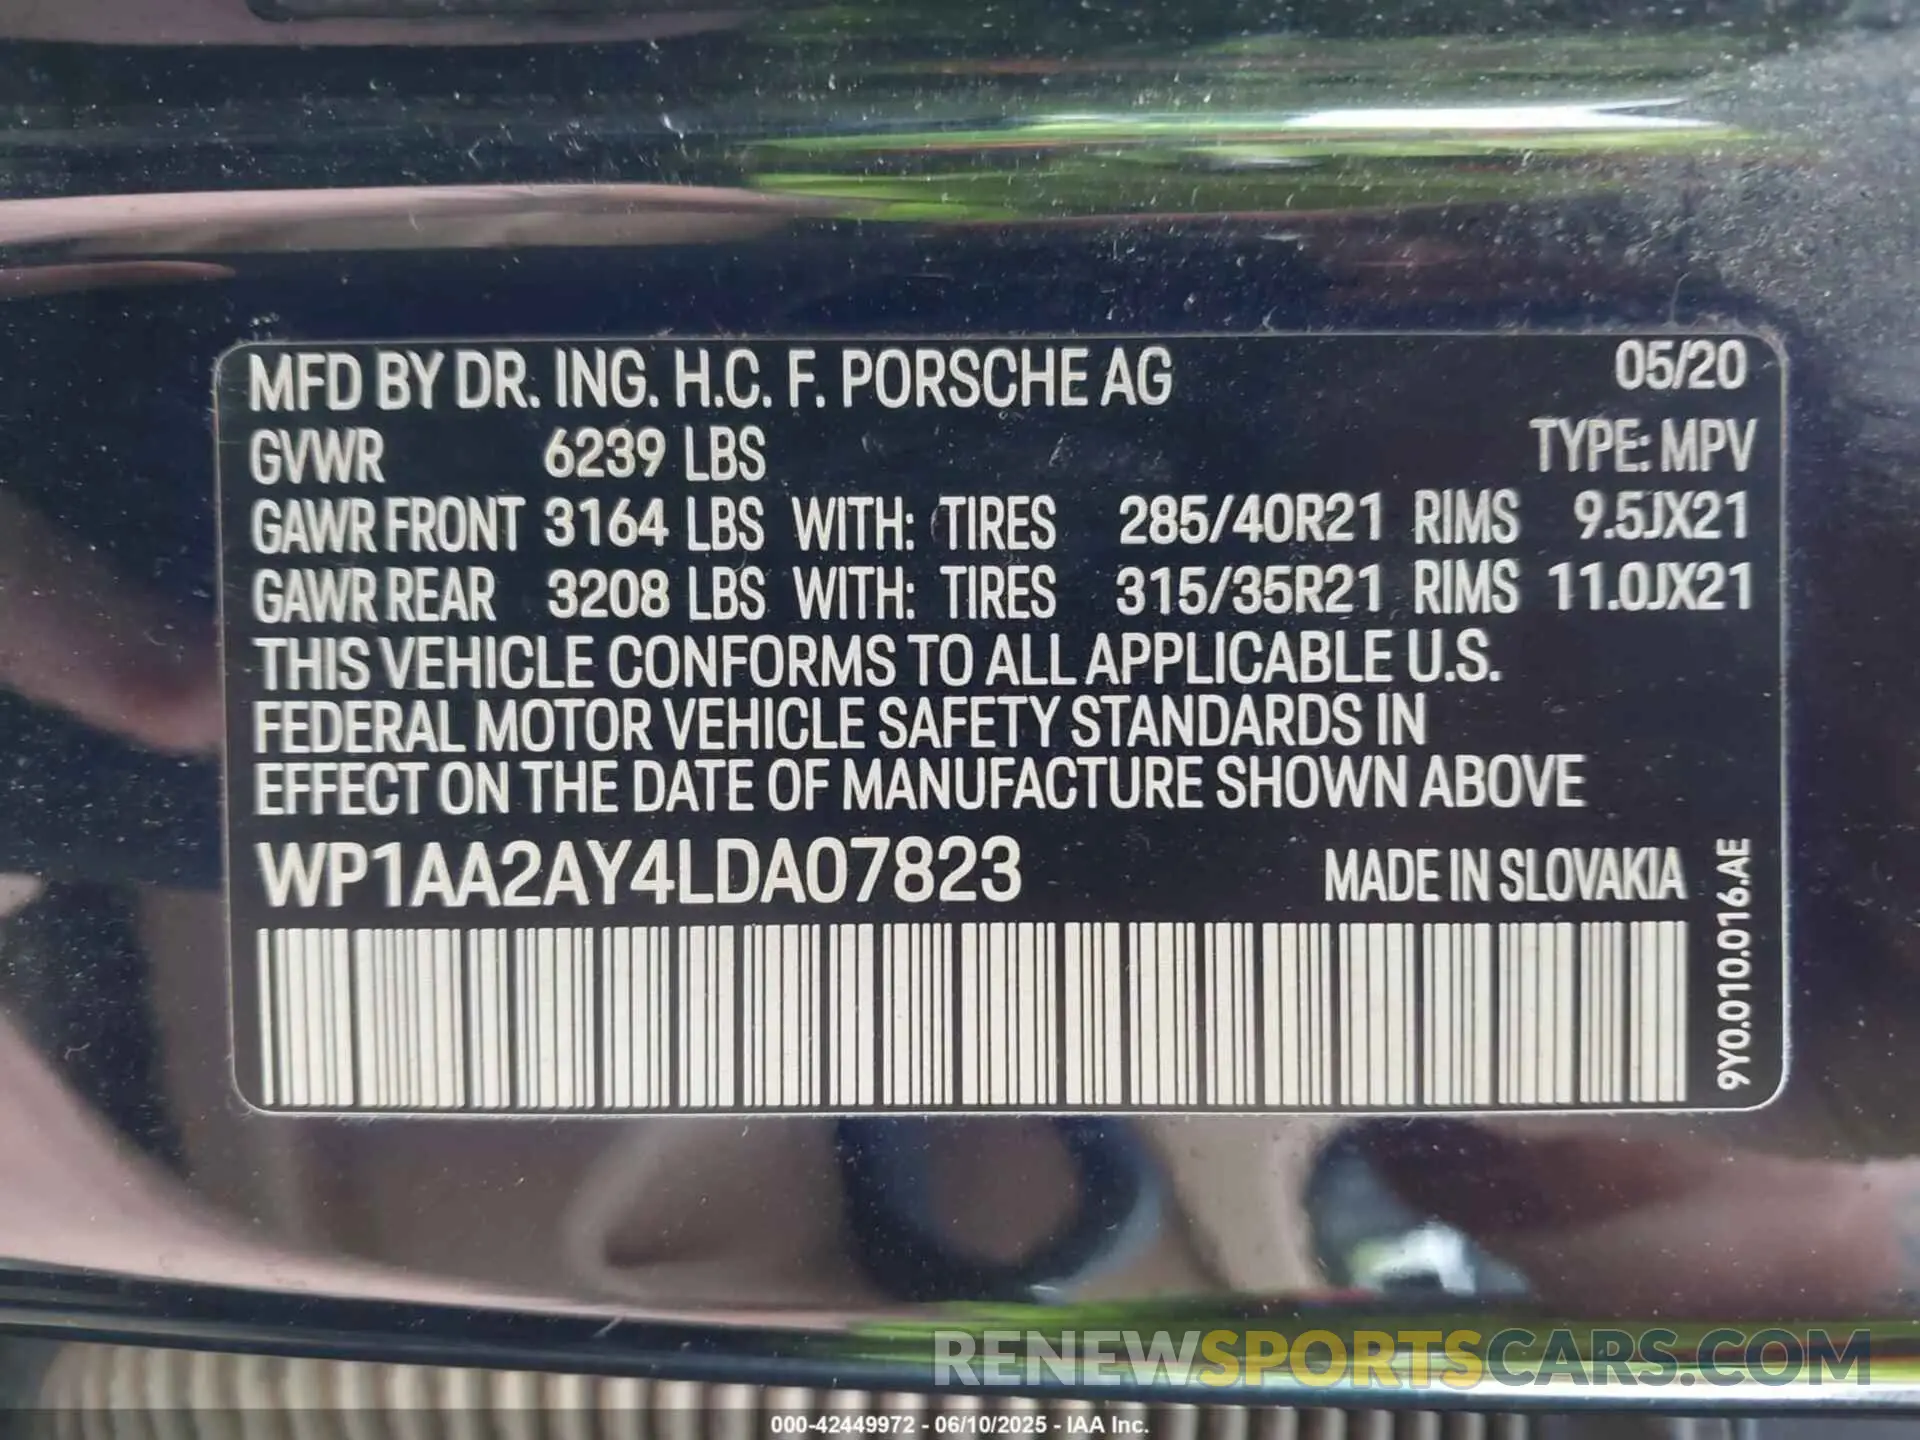 MFD BY DR. ING. H.C. F. PORSCHE AG 05/20
GVWR 6239 LBS TYPE: MPV
GAWR FRONT 3164 LBS WITH: TIRES 285/40R21 RIMS 9.5JX21
GAWR REAR 3208 LBS WITH: TIRES 315/35R21 RIMS 11.0JX21
THIS VEHICLE CONFORMS TO ALL APPLICABLE U.S.
FEDERAL MOTOR VEHICLE SAFETY STANDARDS IN
EFFECT ON THE DATE OF MANUFACTURE SHOWN ABOVE
WP1AA2AY4LDA07823 MADE IN SLOVAKIA
9Y0.010.016.AE
RENEWSPORTSCARS.COM
000-42449972 - 06/10/2025 - IAA Inc.